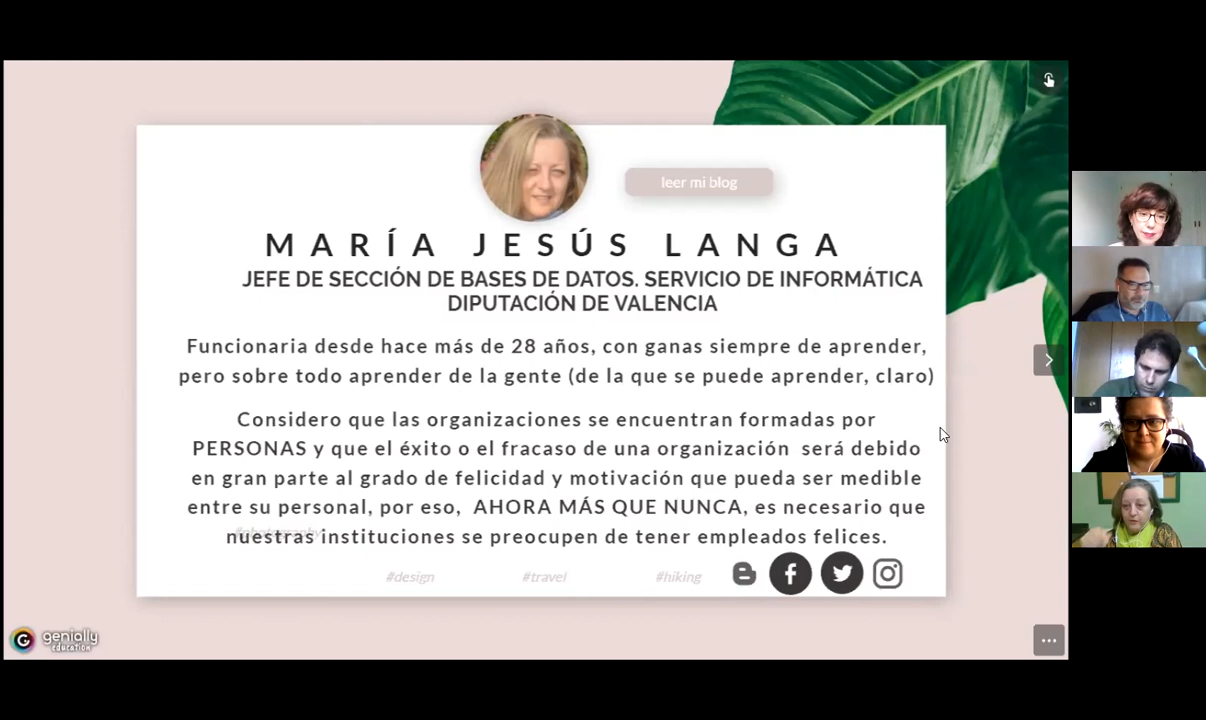 leer mi blog
MARÍA JESÚS LANGA
JEFE DE SECCIÓN DE BASES DE DATOS. SERVICIO DE INFORMÁTICA
DIPUTACIÓN DE VALENCIA
Funcionaria desde hace más de 28 años, con ganas siempre de aprender,
pero sobre todo aprender de la gente (de la que se puede aprender, claro)
Considero que las organizaciones se encuentran formadas por
PERSONAS y que el éxito o el fracaso de una organización será debido
en gran parte al grado de felicidad y motivación que pueda ser medible
entre su personal, por eso, AHORA MÁS QUE NUNCA, es necesario que
#photography
nuestras instituciones se preocupen de tener empleados felices.
#design #travel #hiking
genially
education